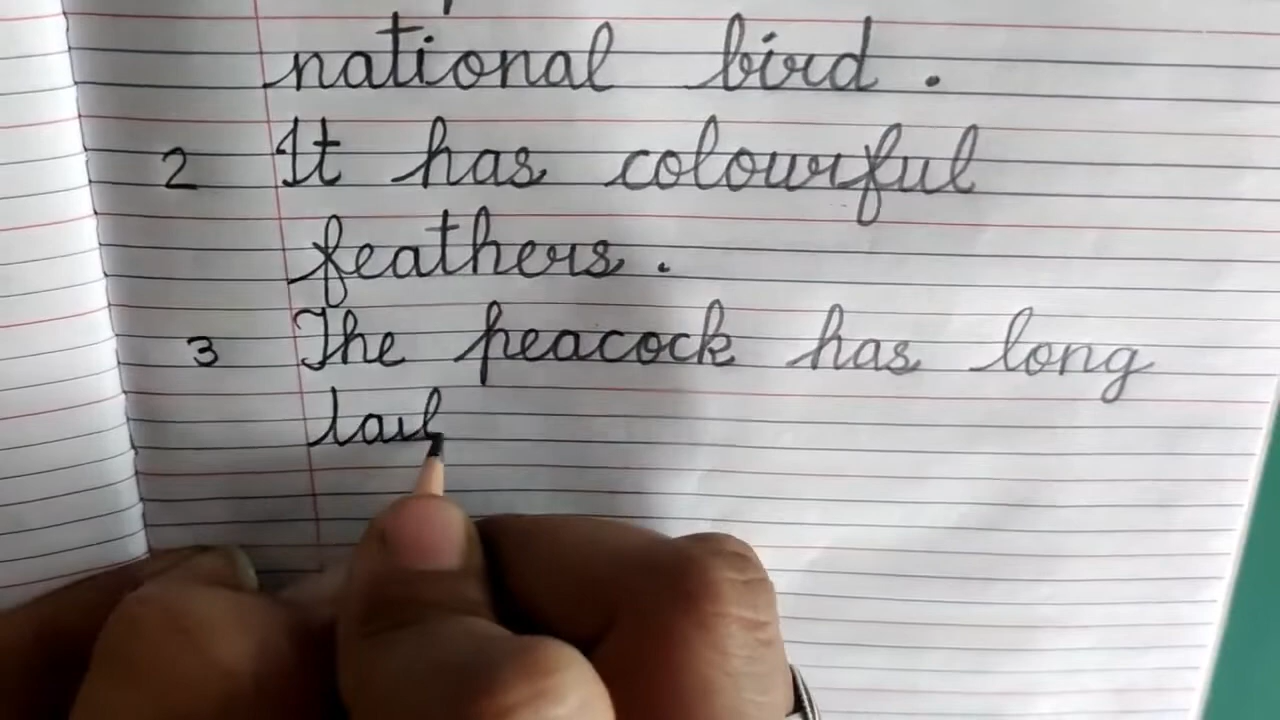 national bird.
2 It has colourful
feathers.
3 The peacock has long
tail